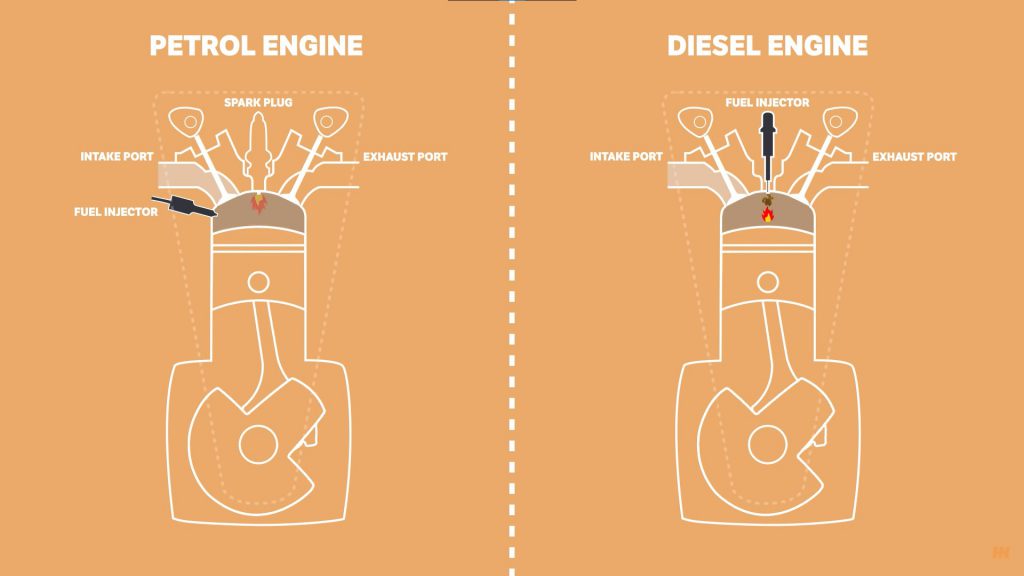 PETROL ENGINE
SPARK PLUG
INTAKE PORT
EXHAUST PORT
FUEL INJECTOR
DIESEL ENGINE
FUEL INJECTOR
INTAKE PORT
EXHAUST PORT